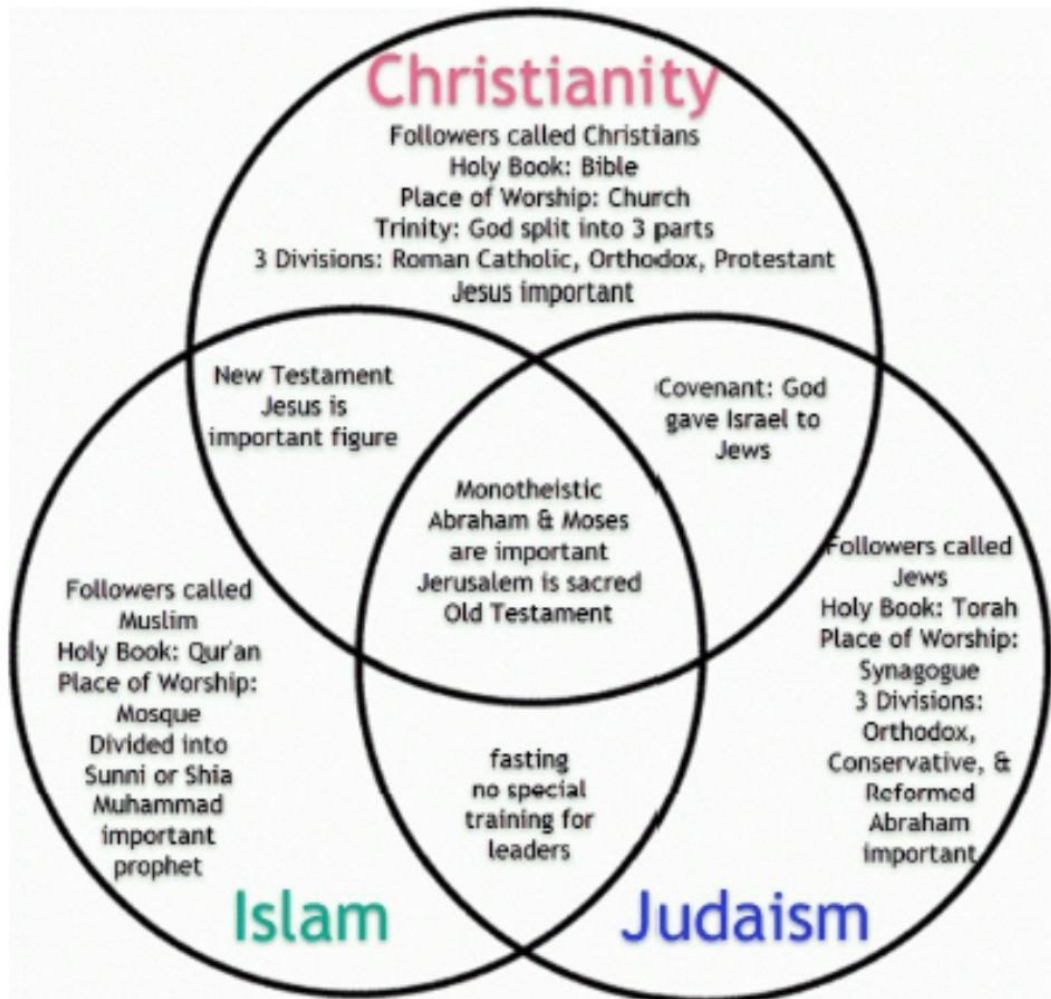 Christianity
Followers called Christians
Holy Book: Bible
Place of Worship: Church
Trinity: God split into 3 parts
3 Divisions: Roman Catholic, Orthodox, Protestant
Jesus important
New Testament
Jesus is
important figure
Covenant: God
gave Israel to
Jews
Monotheistic
Abraham & Moses
are important
Jerusalem is sacred
Old Testament
Followers called
Muslim
Holy Book: Qur'an
Place of Worship:
Mosque
Divided into
Sunni or Shia
Muhammad
important
prophet
Followers called
Jews
Holy Book: Torah
Place of Worship:
Synagogue
3 Divisions:
Orthodox,
Conservative, &
Reformed
Abraham
important
fasting
no special
training for
leaders
Islam
Judaism